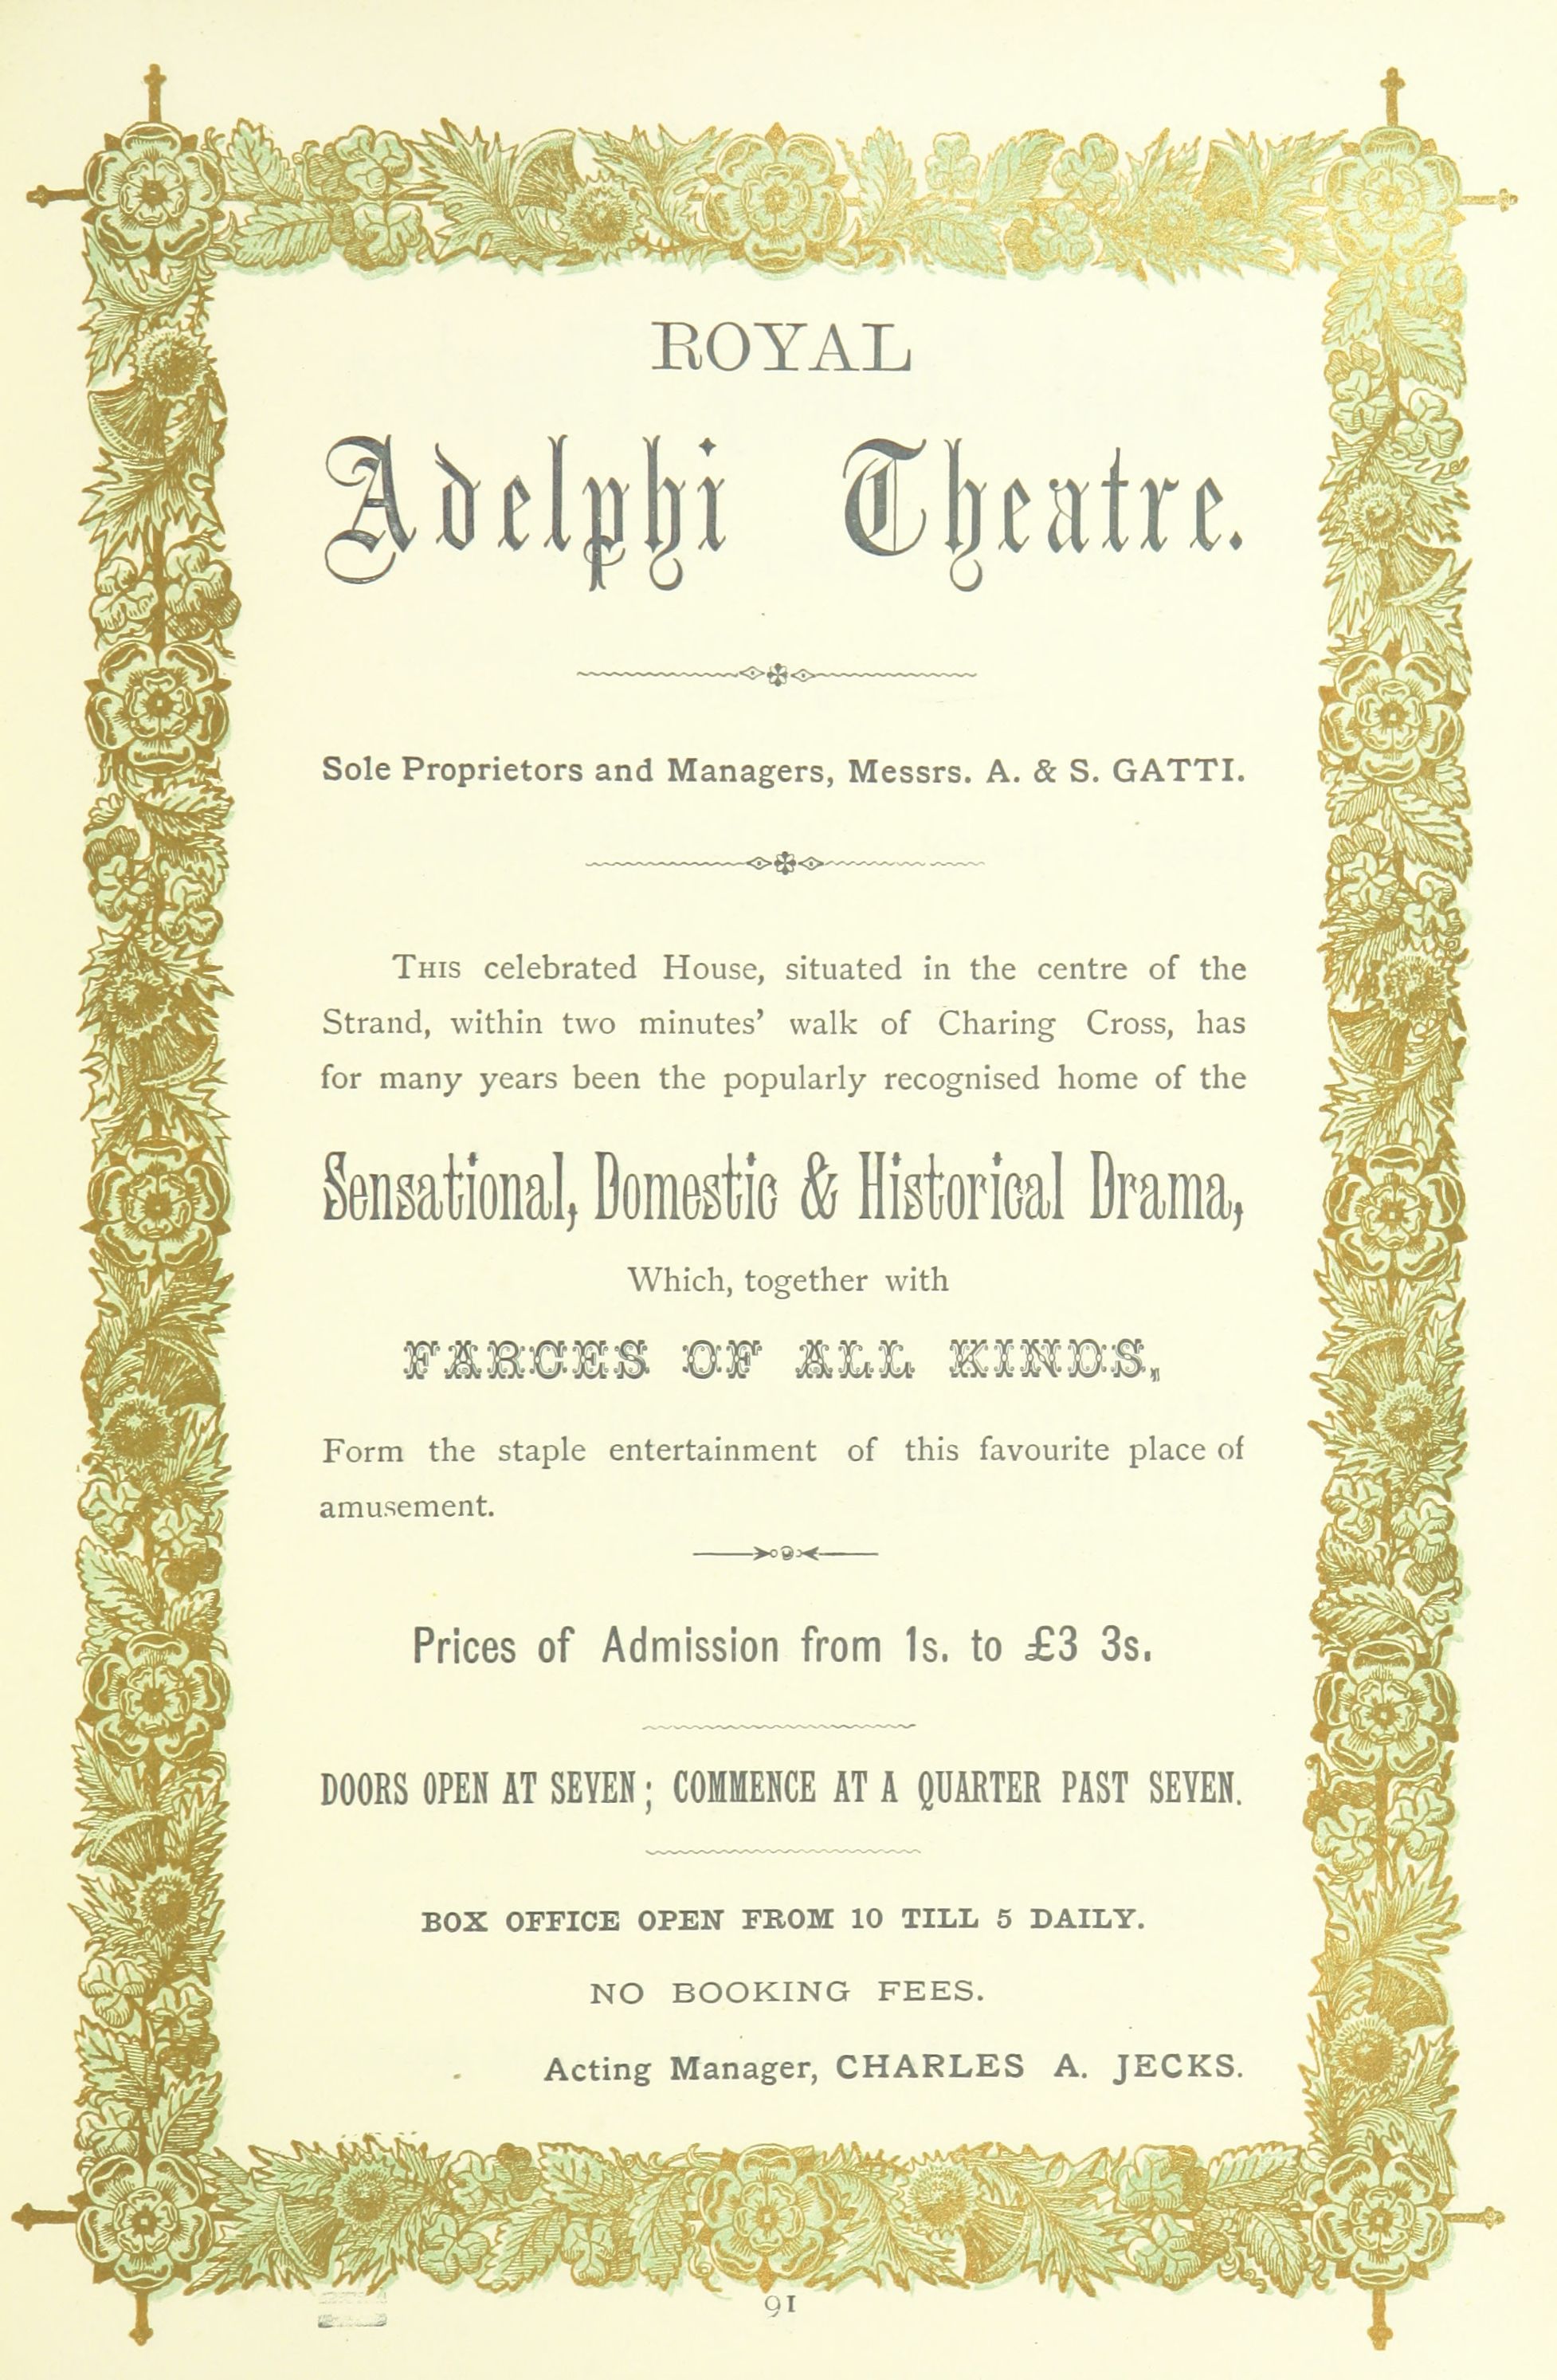 ROYAL
Adelphi Theatre.
Sole Proprietors and Managers, Messrs. A. & S. GATTI.
THIS celebrated House, situated in the centre of the
Strand, within two minutes' walk of Charing Cross, has
for many years been the popularly recognised home of the
Sensational, Domestic & Historical Drama,
Which, together with
FARCES OF ALL KINDS,
Form the staple entertainment of this favourite place of
amusement.
Prices of Admission from 1s. to £3 3s.
DOORS OPEN AT SEVEN; COMMENCE AT A QUARTER PAST SEVEN.
BOX OFFICE OPEN FROM 10 TILL 5 DAILY.
NO BOOKING FEES.
Acting Manager, CHARLES A. JECKS.
91